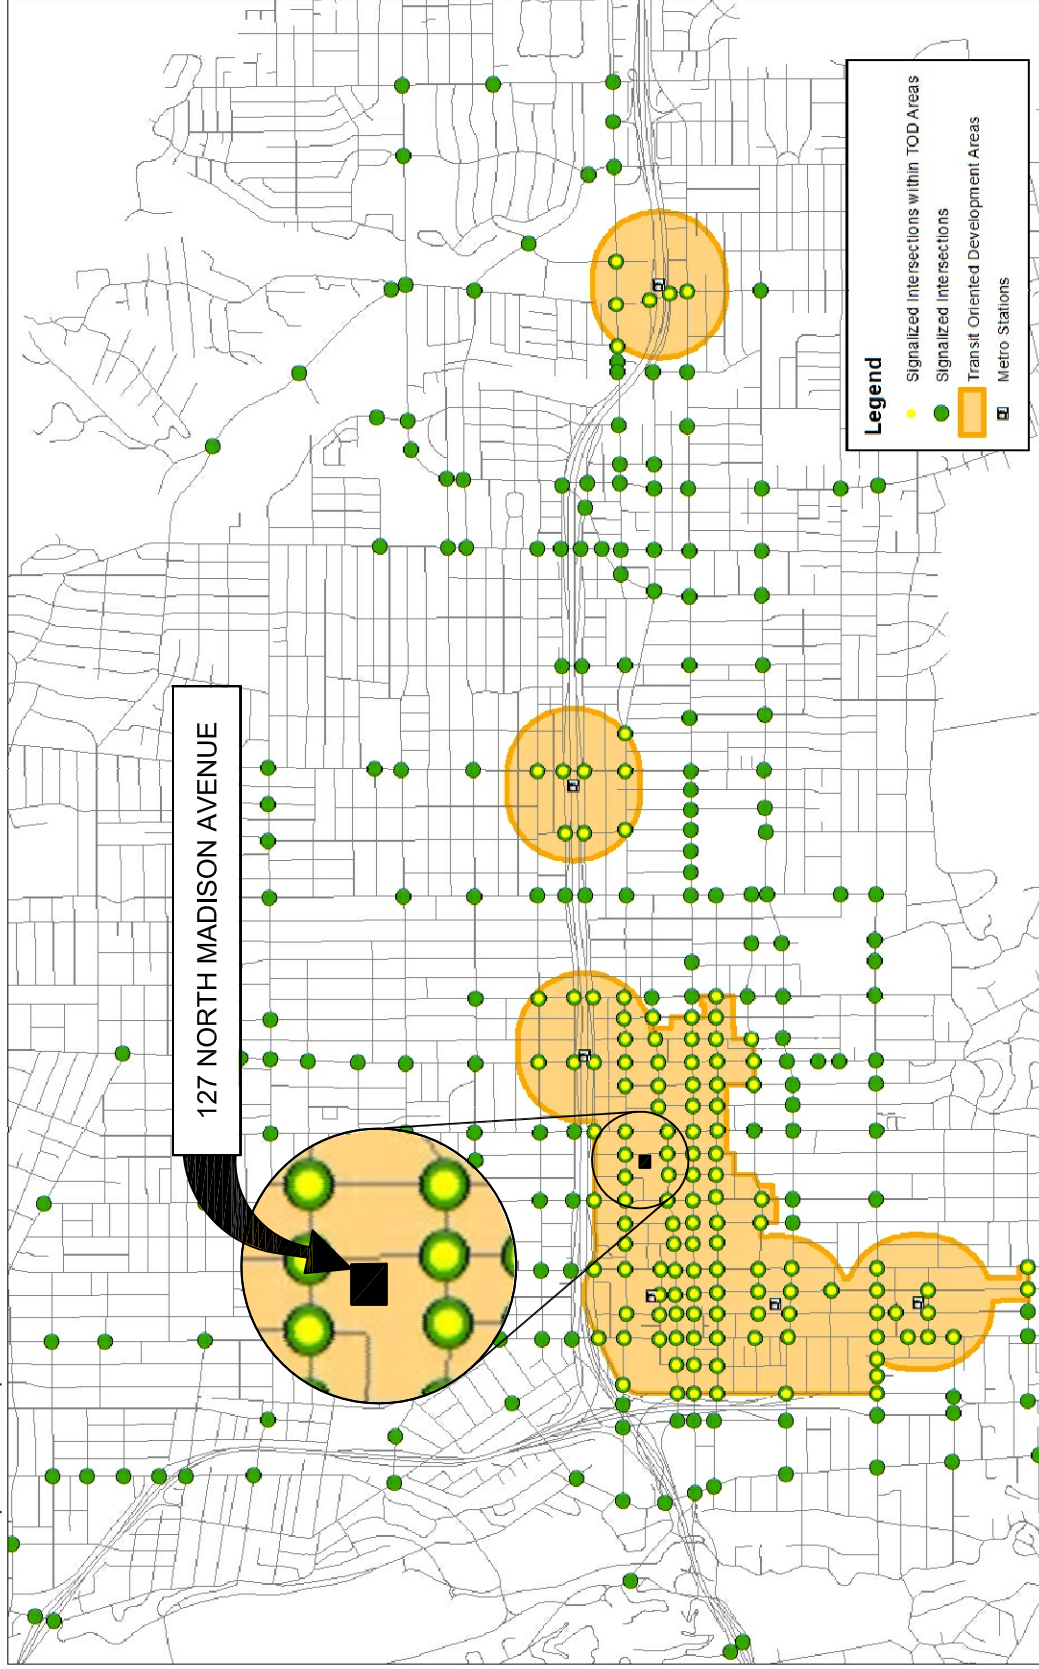 127 NORTH MADISON AVENUE
Legend
Signalized Intersections within TOD Areas
Signalized Intersections
Transit Oriented Development Areas
Metro Stations